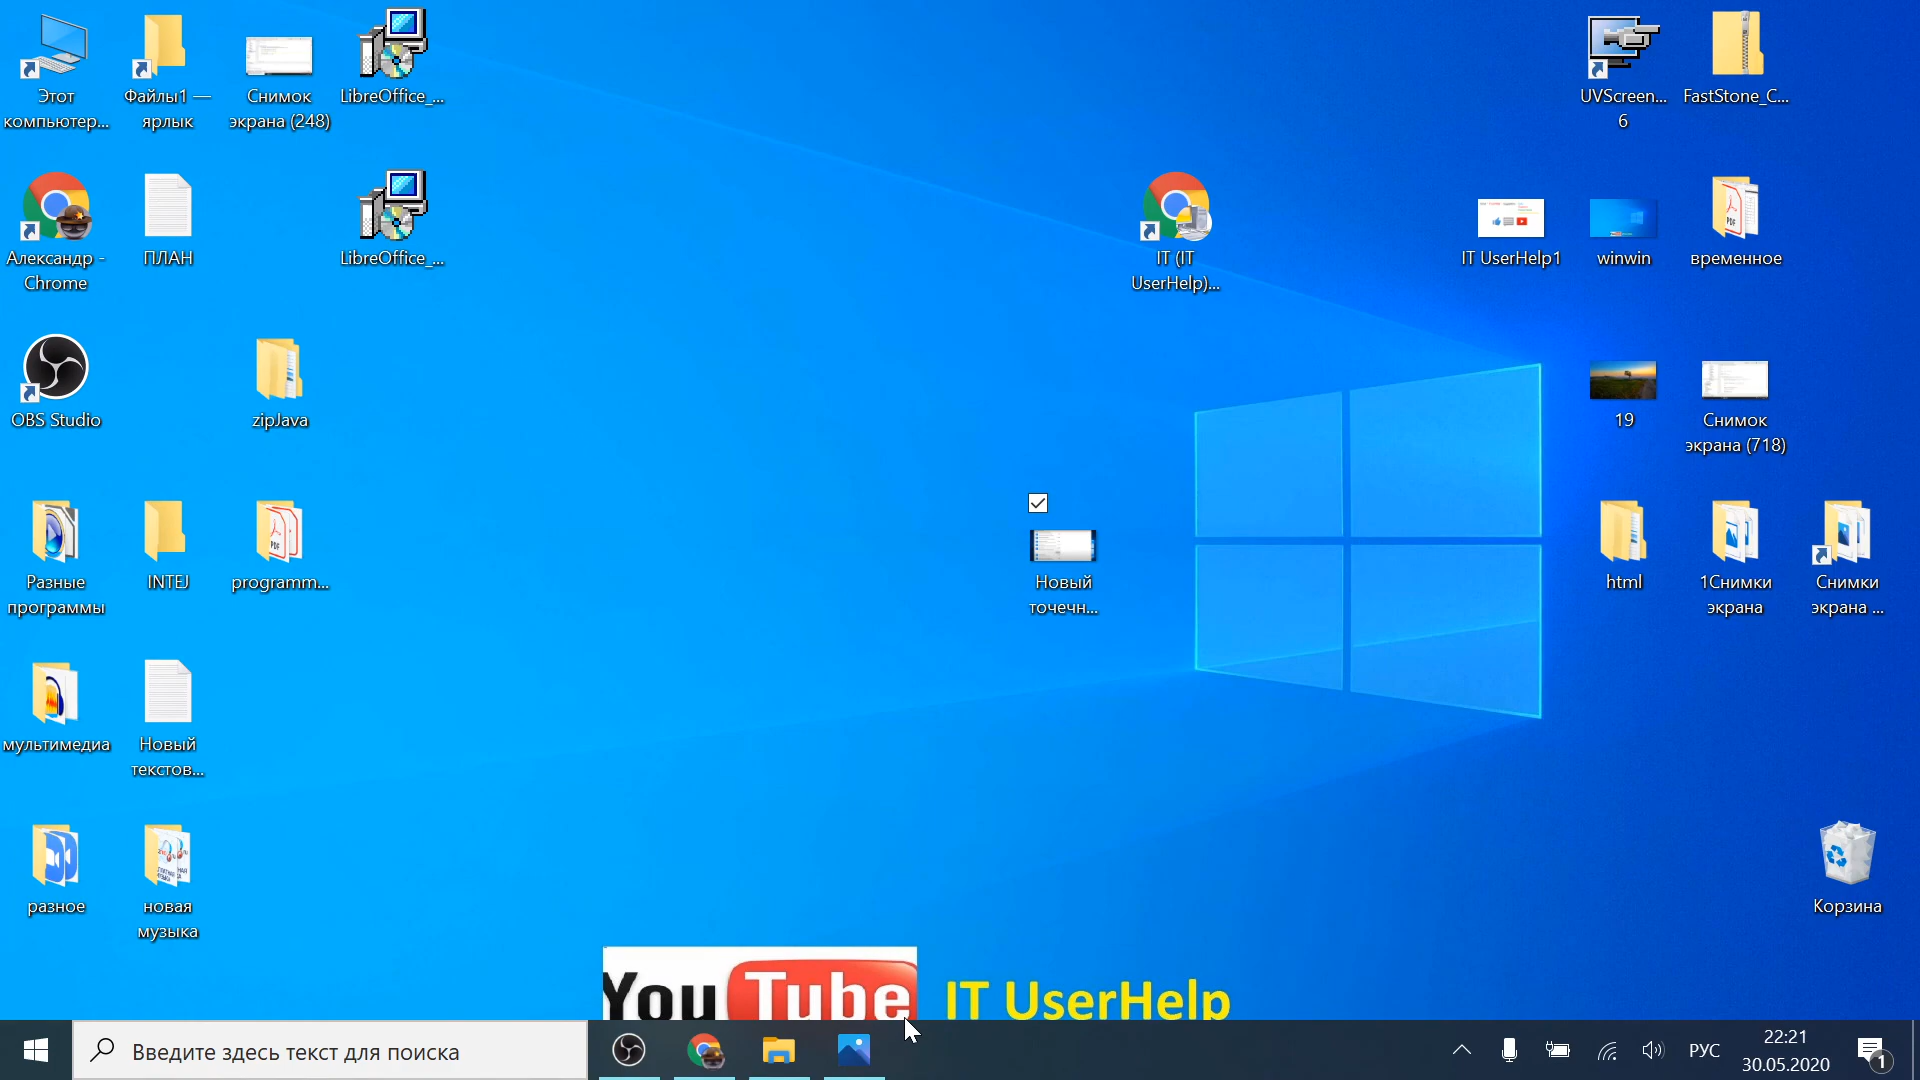 Этот
компьютер...
Файлы1 —
ярлык
Снимок
экрана (248)
LibreOffice_...
UVScreen...
6
FastStone_C...
Александр -
Chrome
ПЛАН
LibreOffice_...
IT (IT
UserHelp)...
IT UserHelp1
winwin
временное
OBS Studio
zipJava
19
Снимок
экрана (718)
Разные
программы
INTEJ
programm...
Новый
точечн...
html
1Снимки
экрана
Снимки
экрана ...
мультимедиа
Новый
текстов...
разное
новая
музыка
Корзина
YouTube
IT UserHelp
Введите здесь текст для поиска
РУС
22:21
30.05.2020
1